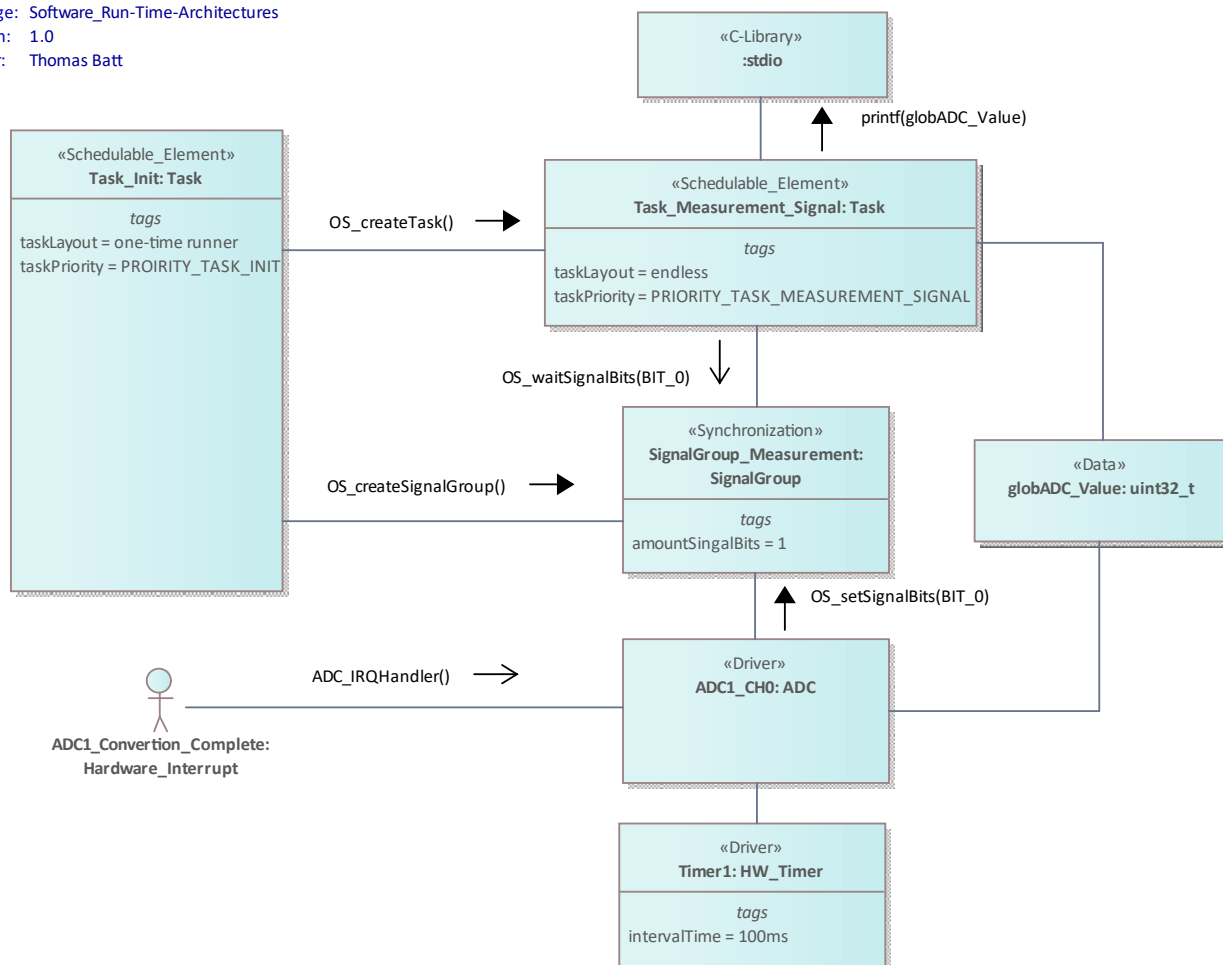 Software_Run-Time-Architectures
1.0
Thomas Batt
«C-Library»
:stdio
printf(globADC_Value)
«Schedulable_Element»
Task_Init: Task
tags
taskLayout = one-time runner
taskPriority = PROIRITY_TASK_INIT
OS_createTask()
«Schedulable_Element»
Task_Measurement_Signal: Task
tags
taskLayout = endless
taskPriority = PRIORITY_TASK_MEASUREMENT_SIGNAL
OS_waitSignalBits(BIT_0)
OS_createSignalGroup()
«Synchronization»
SignalGroup_Measurement:
SignalGroup
tags
amountSingalBits = 1
«Data»
globADC_Value: uint32_t
OS_setSignalBits(BIT_0)
ADC_IRQHandler()
«Driver»
ADC1_CH0: ADC
ADC1_Convertion_Complete:
Hardware_Interrupt
«Driver»
Timer1: HW_Timer
tags
intervalTime = 100ms